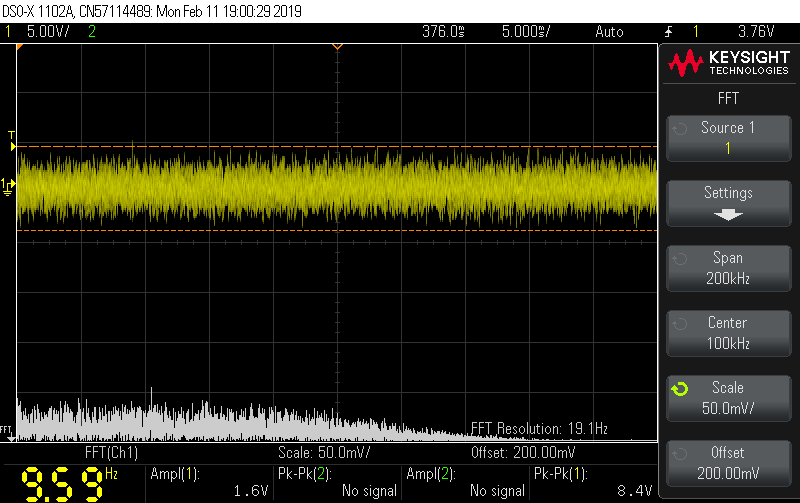 DSO-X 1102A, CN57114489: Mon Feb 11 19:00:29 2019
1 5.00V/ 2 376.0ms 5.000s/ Auto 1 3.76V
KEYSIGHT
TECHNOLOGIES
FFT
Source 1
1
Settings
Span
200kHz
Center
100kHz
Scale
50.0mV/
Offset
200.00mV
T
1
FFT
FFT Resolution: 19.1Hz
FFT(Ch1) Scale: 50.0mV/ Offset: 200.00mV
9.59Hz
Ampl(1):
1.6V
Pk-Pk(2):
No signal
Ampl(2):
No signal
Pk-Pk(1):
8.4V